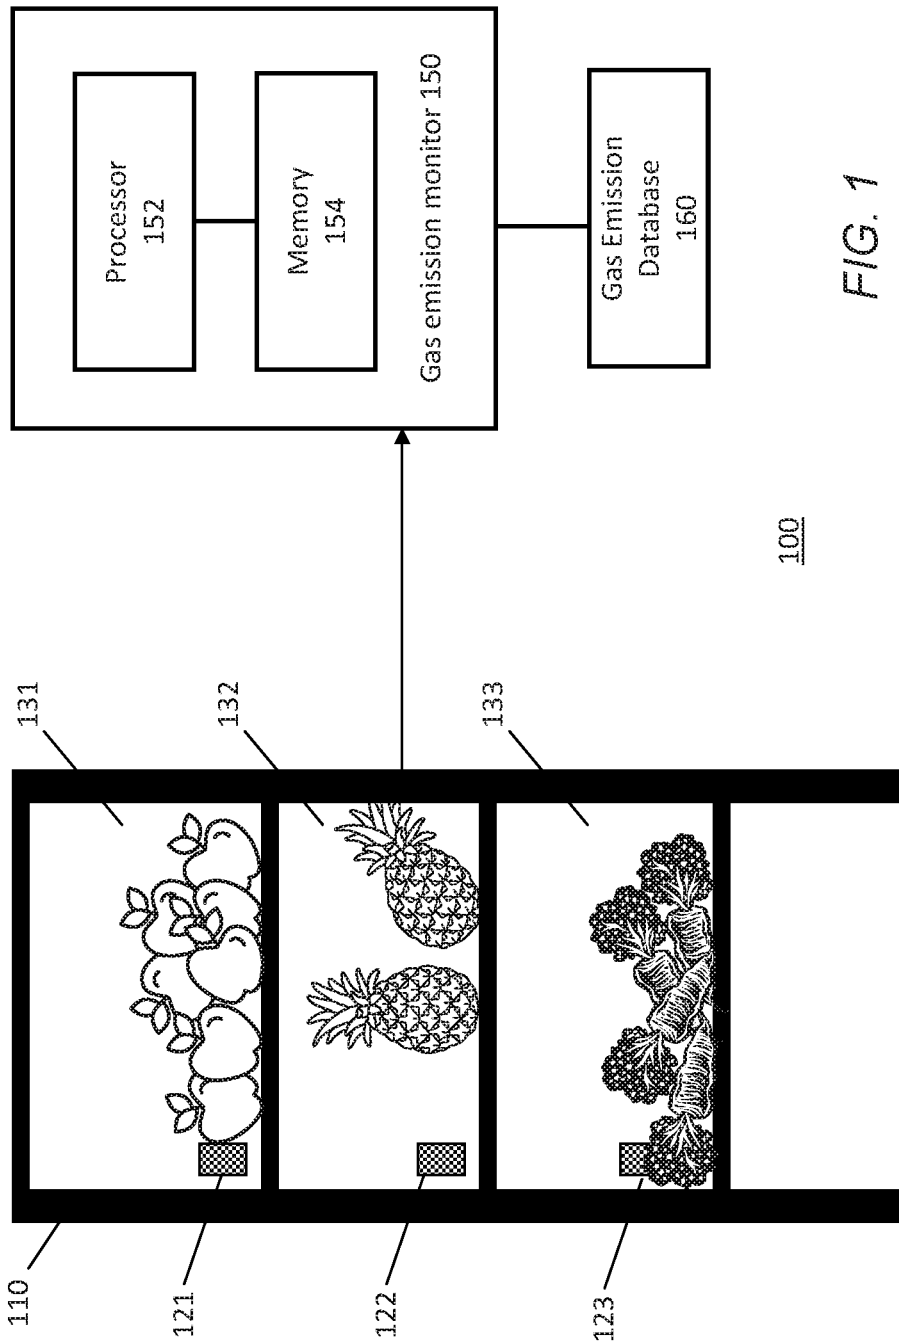 110
121
122
123
131
132
133
100
Processor
152
Memory
154
Gas emission monitor 150
Gas Emission
Database
160
FIG. 1